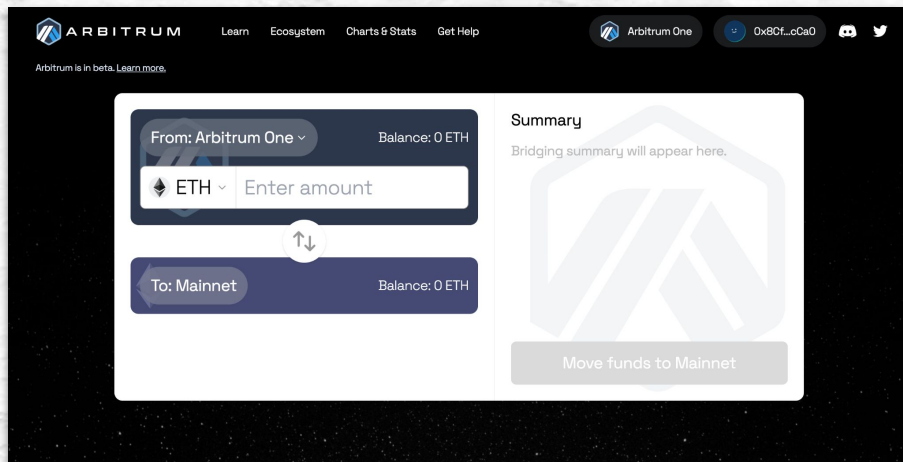 ARBITRUM Learn Ecosystem Charts & Stats Get Help Arbitrum One 0x8Cf...cCa0
Arbitrum is in beta. Learn more.
From: Arbitrum One Balance: 0 ETH
ETH Enter amount
To: Mainnet Balance: 0 ETH
Summary
Bridging summary will appear here.
Move funds to Mainnet